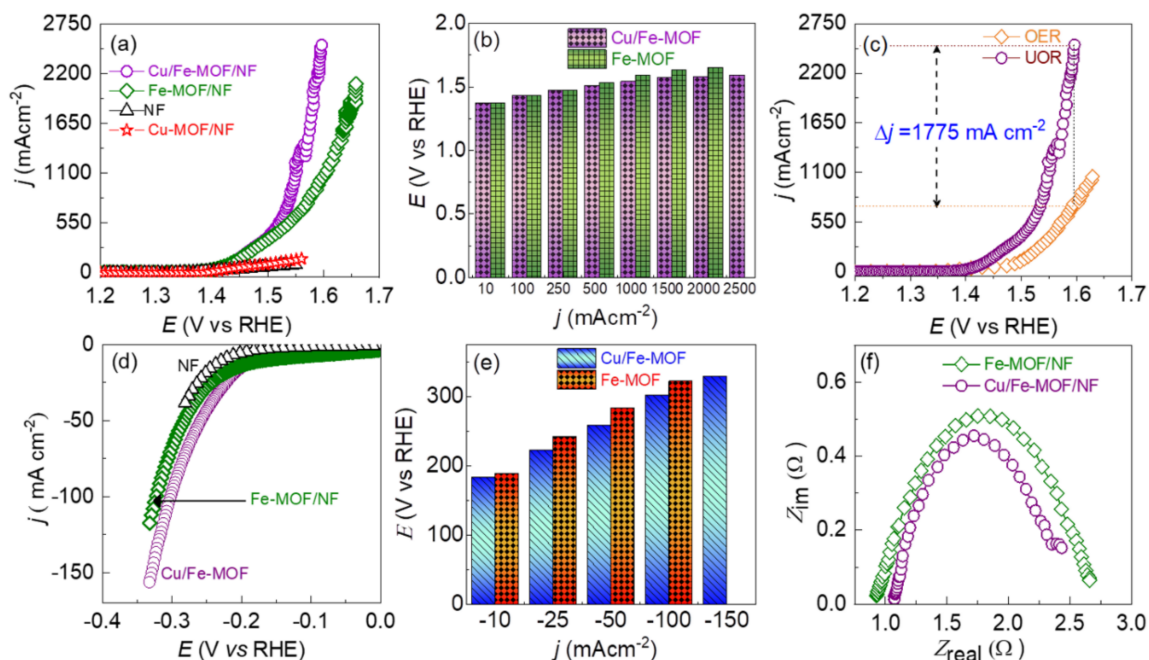 (a)
2750
2200
1650
1100
550
0
j (mAcm-2)
Cu/Fe-MOF/NF
Fe-MOF/NF
NF
Cu-MOF/NF
1.2 1.3 1.4 1.5 1.6 1.7
E (V vs RHE)
(b)
2.0
1.5
1.0
0.5
0.0
E (V vs RHE)
Cu/Fe-MOF
Fe-MOF
10 100 250 500 1000 1500 2000 2500
j (mAcm-2)
(c)
2750
2200
1650
1100
550
0
j (mAcm-2)
OER
UOR
Δj =1775 mA cm-2
1.2 1.3 1.4 1.5 1.6 1.7
E (V vs RHE)
(d)
0
-50
-100
-150
j ( mA cm-2)
NF
Fe-MOF/NF
Cu/Fe-MOF
-0.4 -0.3 -0.2 -0.1 0.0
E (V vs RHE)
(e)
300
200
100
0
E (V vs RHE)
Cu/Fe-MOF
Fe-MOF
-10 -25 -50 -100 -150
j (mAcm-2)
(f)
0.6
0.4
0.2
0.0
Zim (Ω)
Fe-MOF/NF
Cu/Fe-MOF/NF
1.0 1.5 2.0 2.5 3.0
Zreal (Ω)